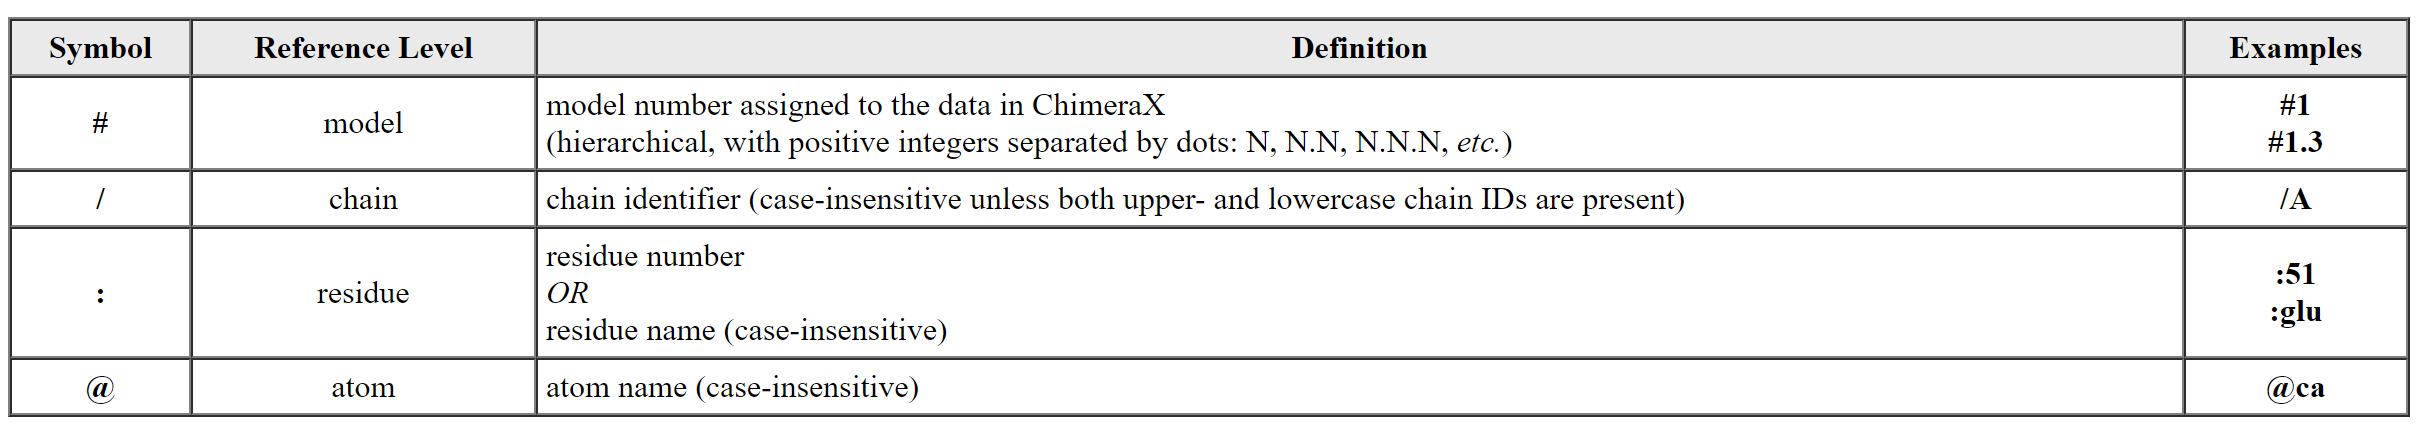 Symbol Reference Level Definition Examples
# model model number assigned to the data in ChimeraX
(hierarchical, with positive integers separated by dots: N, N.N, N.N.N, etc.) #1
#1.3
/ chain chain identifier (case-insensitive unless both upper- and lowercase chain IDs are present) /A
: residue residue number
OR
residue name (case-insensitive) :51
:glu
@ atom atom name (case-insensitive) @ca